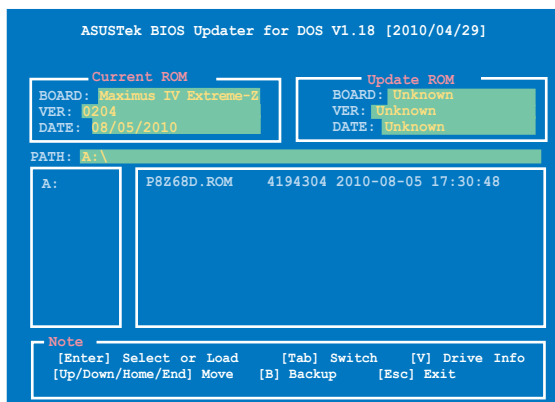 ASUSTek BIOS Updater for DOS V1.18 [2010/04/29]
Current ROM
BOARD: Maximus IV Extreme-Z
VER: 0204
DATE: 08/05/2010
Update ROM
BOARD: Unknown
VER: Unknown
DATE: Unknown
PATH: A:\
A:
P8Z68D.ROM 4194304 2010-08-05 17:30:48
Note
[Enter] Select or Load [Tab] Switch [V] Drive Info
[Up/Down/Home/End] Move [B] Backup [Esc] Exit